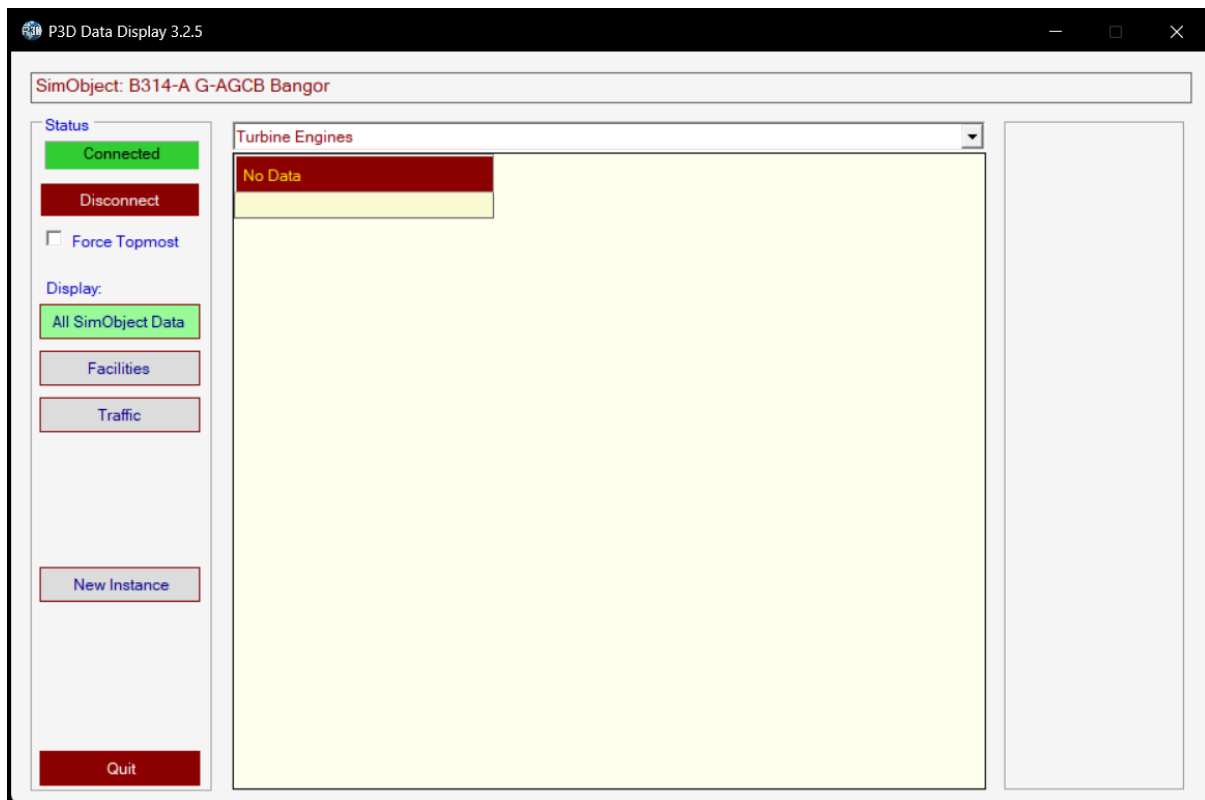 P3D Data Display 3.2.5
SimObject: B314-A G-AGCB Bangor
Status
Connected
Disconnect
Force Topmost
Display:
All SimObject Data
Facilities
Traffic
New Instance
Quit
Turbine Engines
No Data